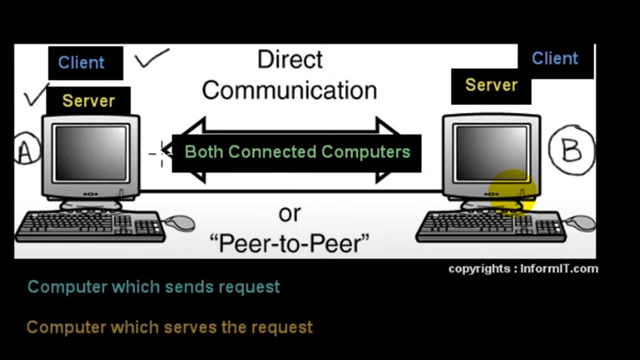 Client
Server
A
Direct
Communication
Both Connected Computers
or
"Peer-to-Peer"
Client
Server
B
copyrights : InformIT.com
Computer which sends request
Computer which serves the request